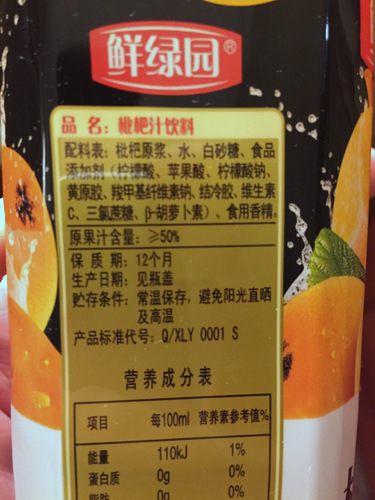 鲜绿园®
品 名：枇杷汁饮料
配料表：枇杷原浆、水、白砂糖、食品
添加剂（柠檬酸、苹果酸、柠檬酸钠、
黄原胶、羧甲基纤维素钠、结冷胶、维生素
C、三氯蔗糖、β-胡萝卜素）、食用香精。
原果汁含量：≥50%
保 质 期：12个月
生产日期：见瓶盖
贮存条件：常温保存，避免阳光直晒
及高温
产品标准代号：Q/XLY 0001 S
营养成分表
项目 每100ml 营养素参考值%
能量 110kJ 1%
蛋白质 0g 0%
脂肪 0g 0%